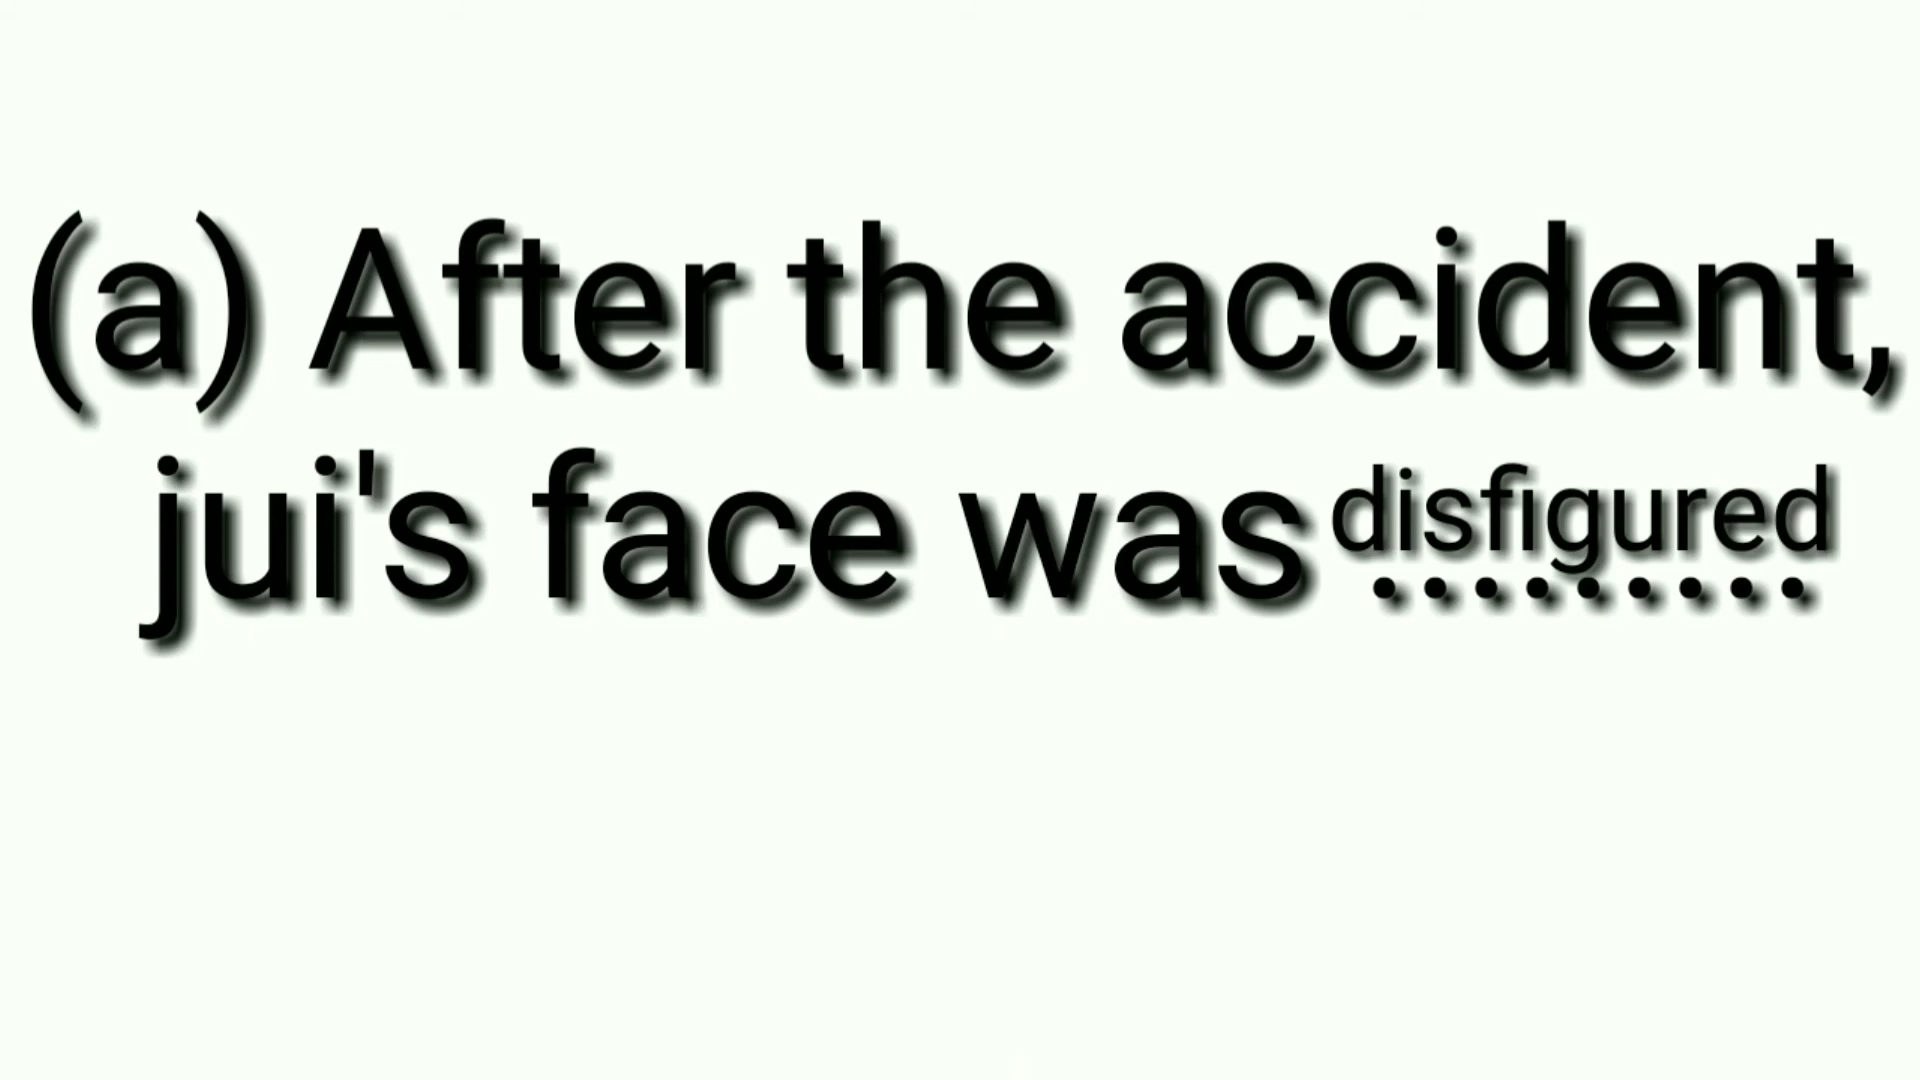 (a) After the accident,
jui's face was disfigured
.........